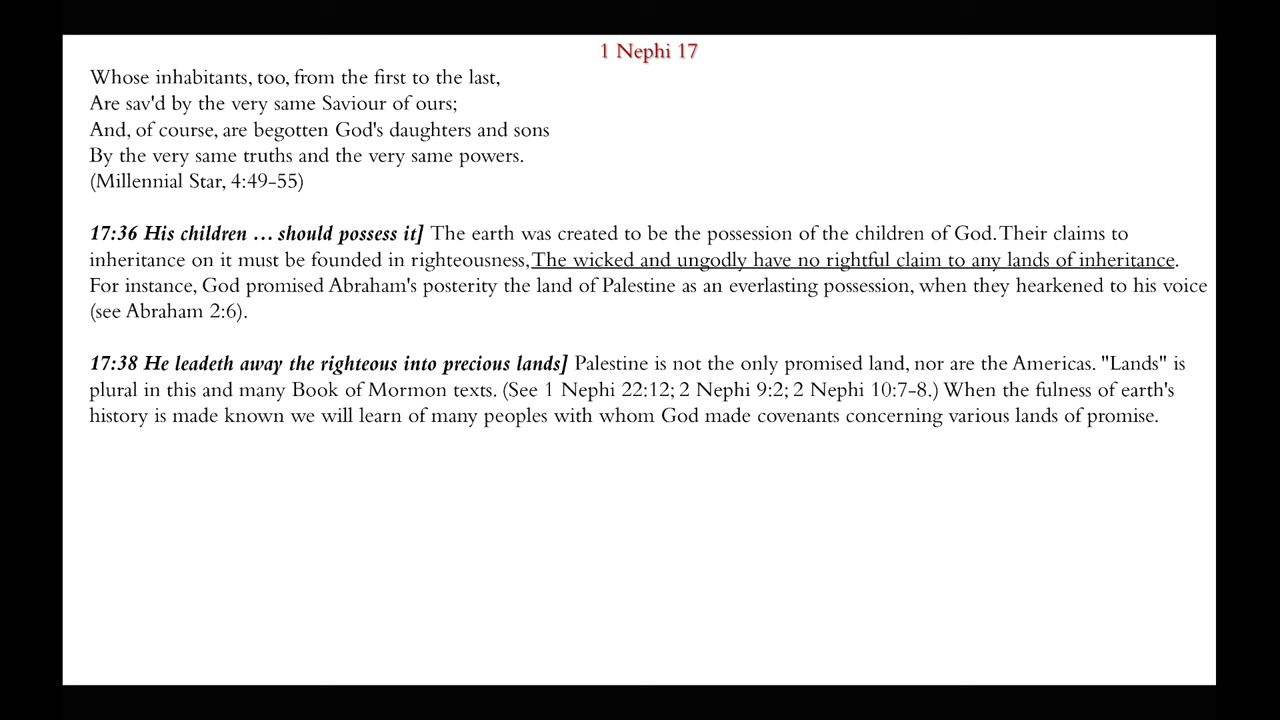 1 Nephi 17
Whose inhabitants, too, from the first to the last,
Are sav'd by the very same Saviour of ours;
And, of course, are begotten God's daughters and sons
By the very same truths and the very same powers.
(Millennial Star, 4:49-55)
17:36 His children … should possess it] The earth was created to be the possession of the children of God. Their claims to
inheritance on it must be founded in righteousness, The wicked and ungodly have no rightful claim to any lands of inheritance.
For instance, God promised Abraham's posterity the land of Palestine as an everlasting possession, when they hearkened to his voice
(see Abraham 2:6).
17:38 He leadeth away the righteous into precious lands] Palestine is not the only promised land, nor are the Americas. "Lands" is
plural in this and many Book of Mormon texts. (See 1 Nephi 22:12; 2 Nephi 9:2; 2 Nephi 10:7-8.) When the fulness of earth's
history is made known we will learn of many peoples with whom God made covenants concerning various lands of promise.